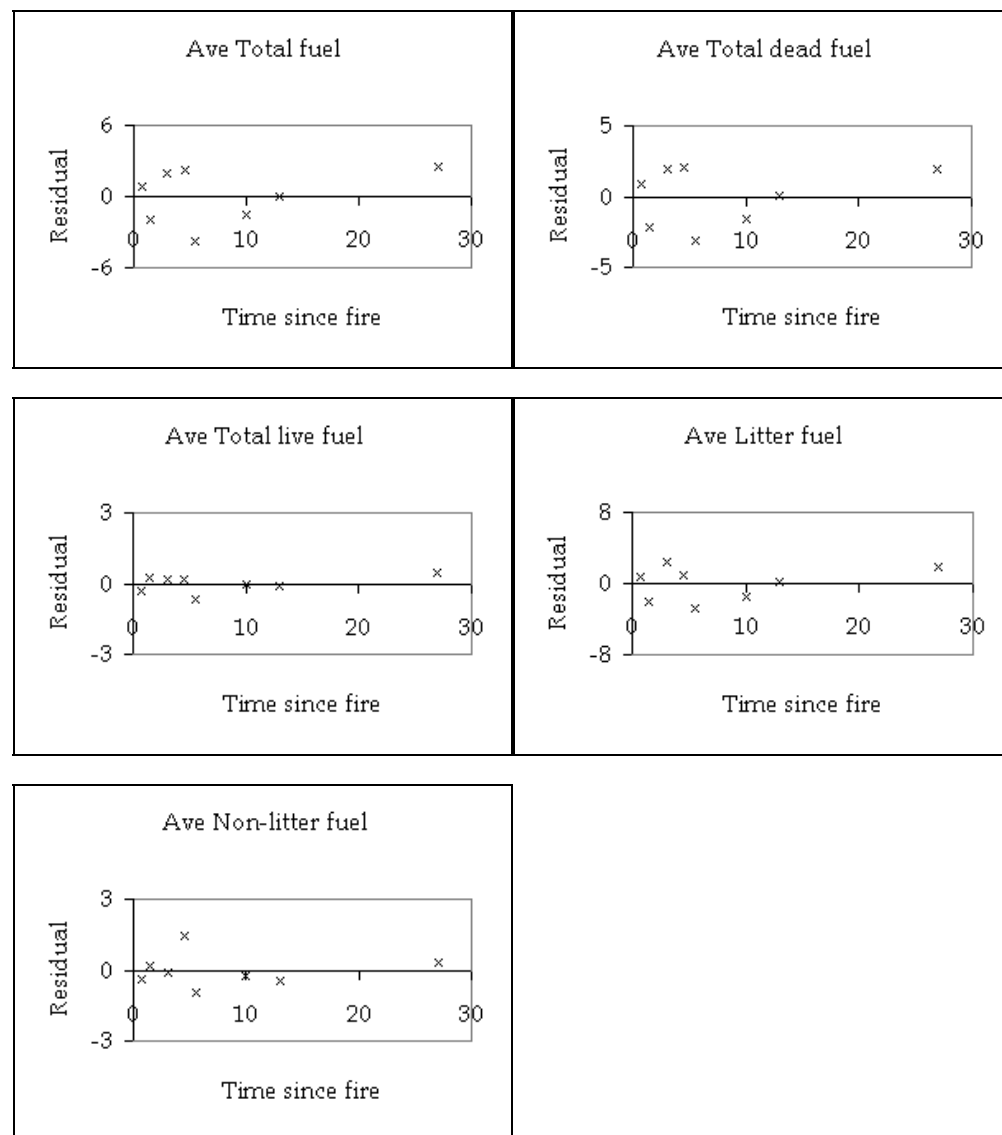 Ave Total fuel
6
0
-6
0
10
20
30
Residual
Time since fire
Ave Total dead fuel
5
0
-5
0
10
20
30
Residual
Time since fire
Ave Total live fuel
3
0
-3
0
10
20
30
Residual
Time since fire
Ave Litter fuel
8
0
-8
0
10
20
30
Residual
Time since fire
Ave Non-litter fuel
3
0
-3
0
10
20
30
Residual
Time since fire